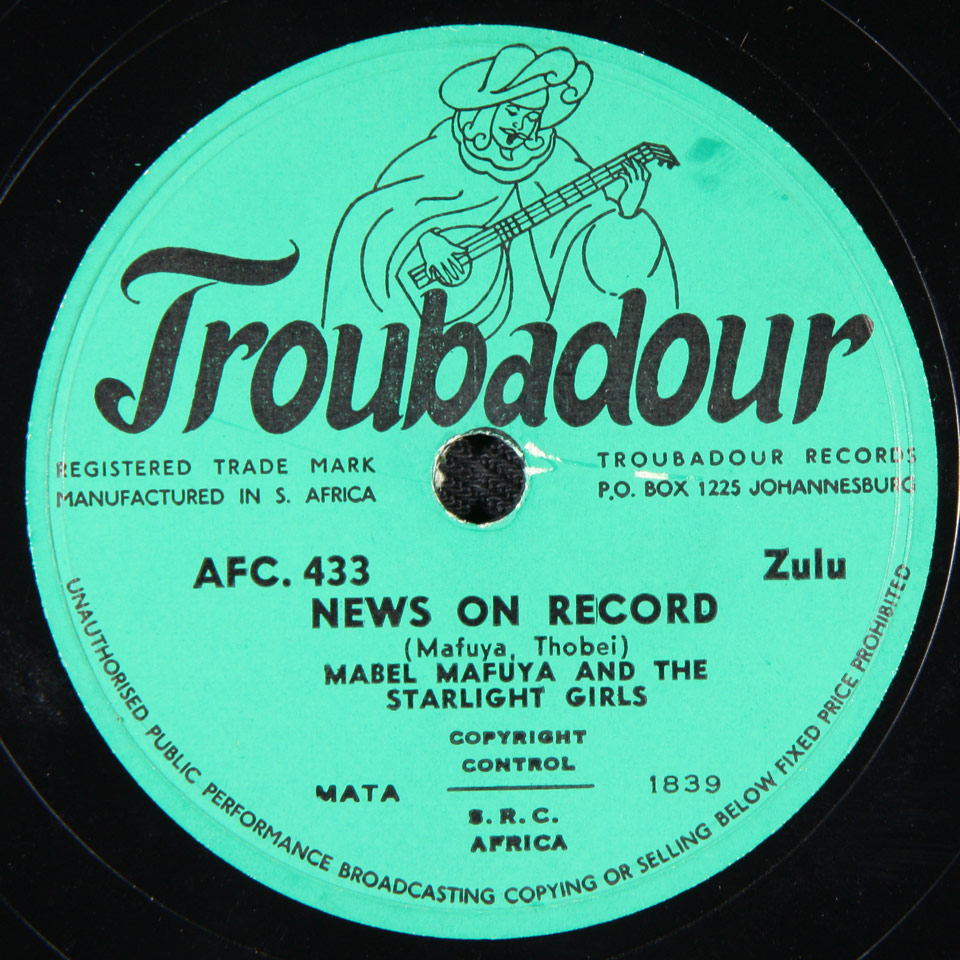 Troubadour
REGISTERED TRADE MARK
MANUFACTURED IN S. AFRICA
TROUBADOUR RECORDS
P.O. BOX 1225 JOHANNESBURG
AFC. 433
Zulu
NEWS ON RECORD
(Mafuya, Thobei)
MABEL MAFUYA AND THE
STARLIGHT GIRLS
COPYRIGHT
CONTROL
MATA
1839
S. R. C.
AFRICA
UNAUTHORISED PUBLIC PERFORMANCE BROADCASTING COPYING OR SELLING BELOW FIXED PRICE PROHIBITED